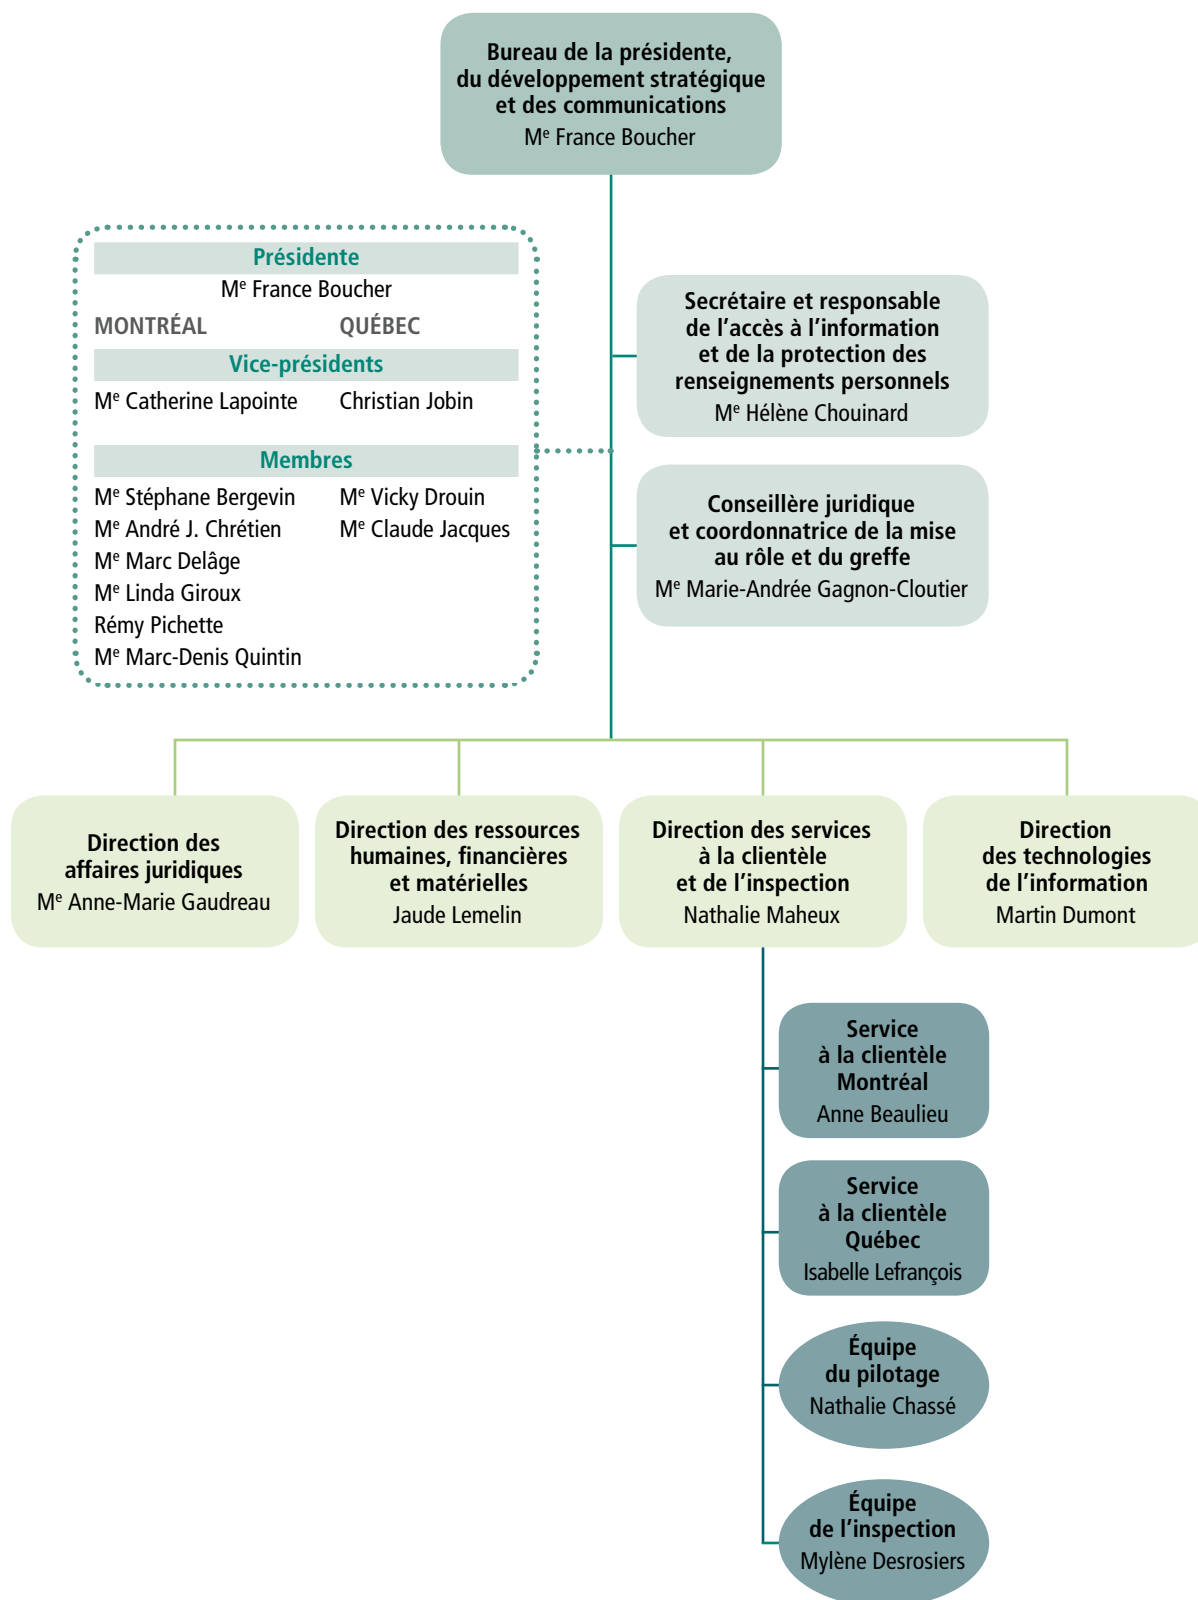 Bureau de la présidente,
du développement stratégique
et des communications
Mᵉ France Boucher
Présidente
Mᵉ France Boucher
MONTRÉAL QUÉBEC
Vice-présidents
Mᵉ Catherine Lapointe Christian Jobin
Membres
Mᵉ Stéphane Bergevin Mᵉ Vicky Drouin
Mᵉ André J. Chrétien Mᵉ Claude Jacques
Mᵉ Marc Delâge
Mᵉ Linda Giroux
Rémy Pichette
Mᵉ Marc-Denis Quintin
Secrétaire et responsable
de l’accès à l’information
et de la protection des
renseignements personnels
Mᵉ Hélène Chouinard
Conseillère juridique
et coordonnatrice de la mise
au rôle et du greffe
Mᵉ Marie-Andrée Gagnon-Cloutier
Direction des
affaires juridiques
Mᵉ Anne-Marie Gaudreau
Direction des ressources
humaines, financières
et matérielles
Jaude Lemelin
Direction des services
à la clientèle
et de l’inspection
Nathalie Maheux
Direction
des technologies
de l’information
Martin Dumont
Service
à la clientèle
Montréal
Anne Beaulieu
Service
à la clientèle
Québec
Isabelle Lefrançois
Équipe
du pilotage
Nathalie Chassé
Équipe
de l’inspection
Mylène Desrosiers